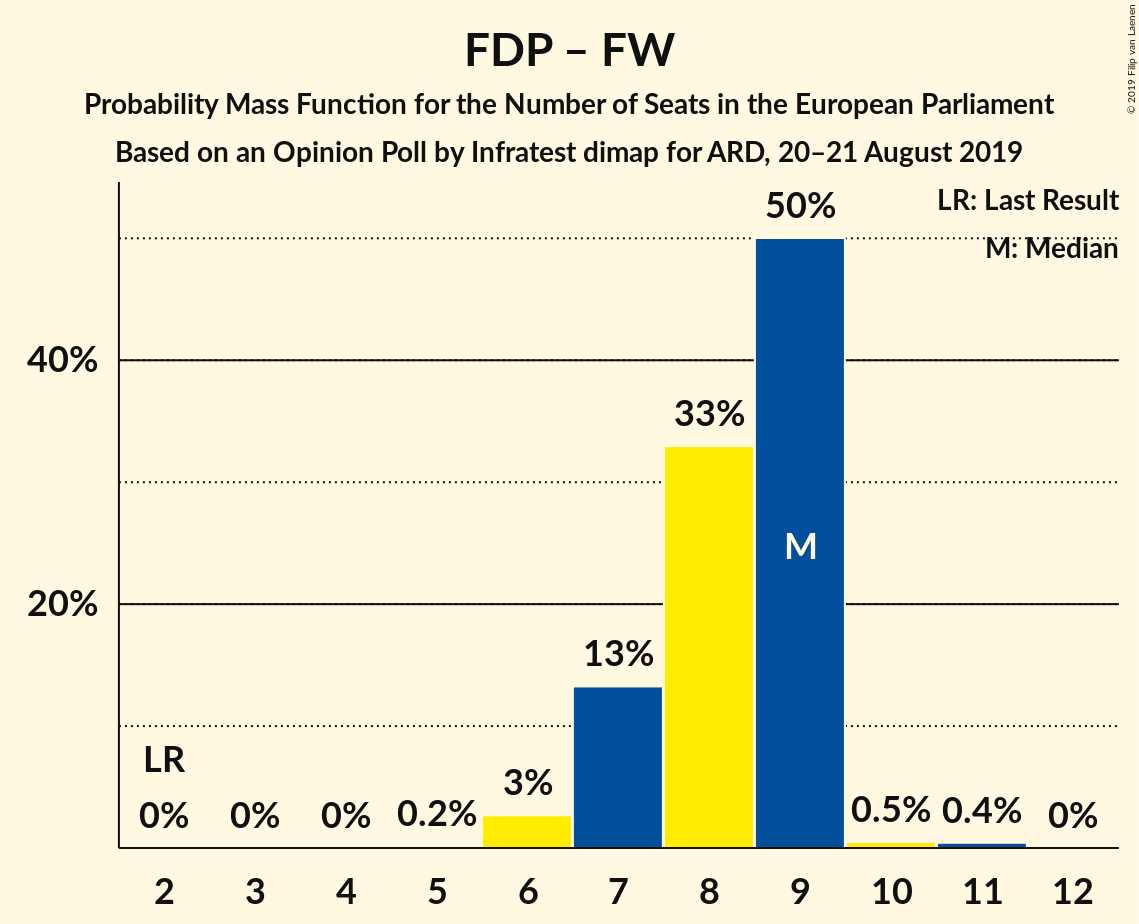 FDP – FW
Probability Mass Function for the Number of Seats in the European Parliament
Based on an Opinion Poll by Infratest dimap for ARD, 20–21 August 2019
© 2019 Filip van Laenen
LR: Last Result
M: Median
50%
40%
33%
M
20%
13%
LR
3%
0% 0% 0% 0.2% 0.5% 0.4% 0%
2 3 4 5 6 7 8 9 10 11 12